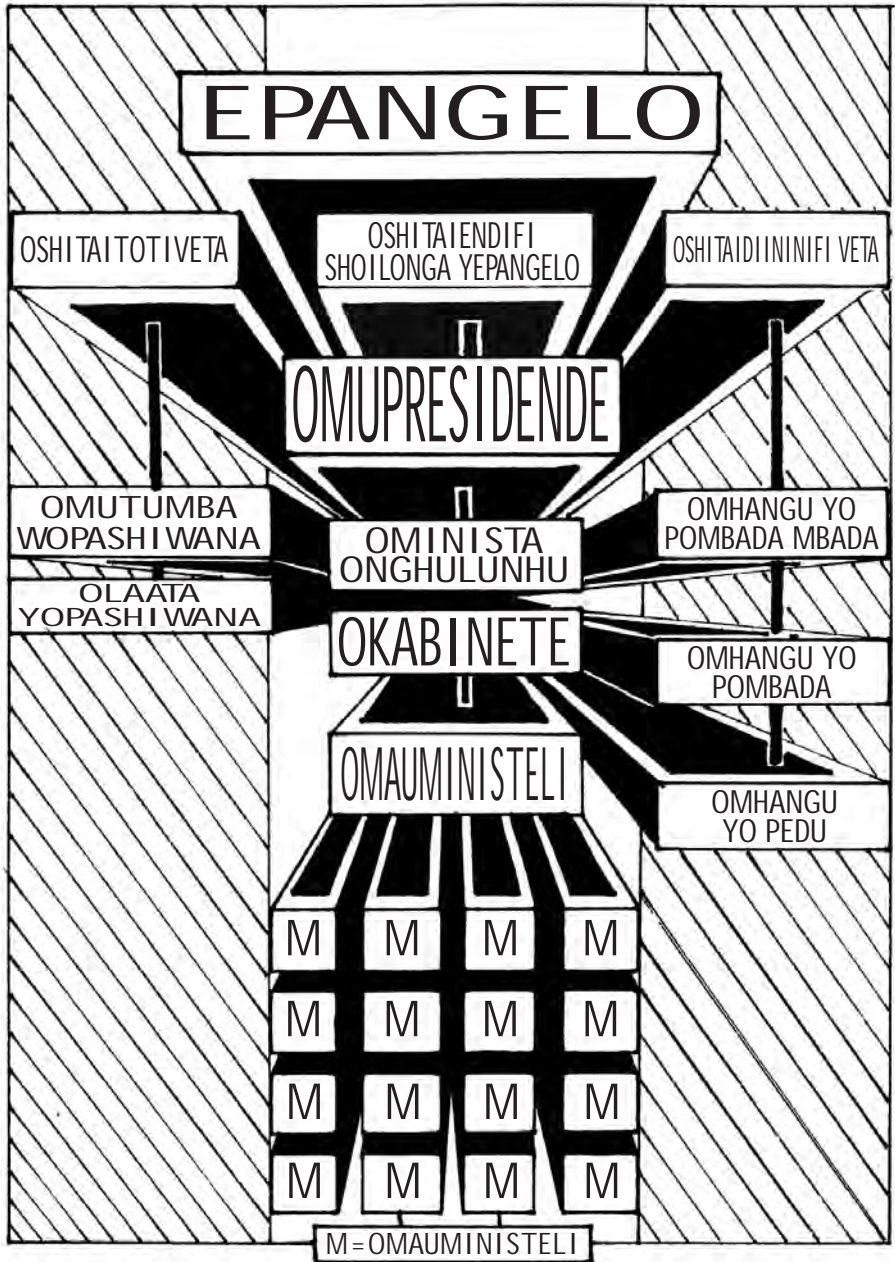 EPANGELO
OSHITAITOTIVETA
OSHITAIENDIFI
SHOILONGA YEPANGELO
OSHITAIDIININIFI VETA
OMUPRESIDENDE
OMUTUMBA
WOPASHIWANA
OMINISTA
ONGHULUNHU
OMHANGU YO
POMBADA MBADA
OLAATA
YOPASHIWANA
OKABINETE
OMHANGU YO
POMBADA
OMAUMINISTELI
OMHANGU
YO PEDU
M M M M
M M M M
M M M M
M M M M
M=OMAUMINISTELI